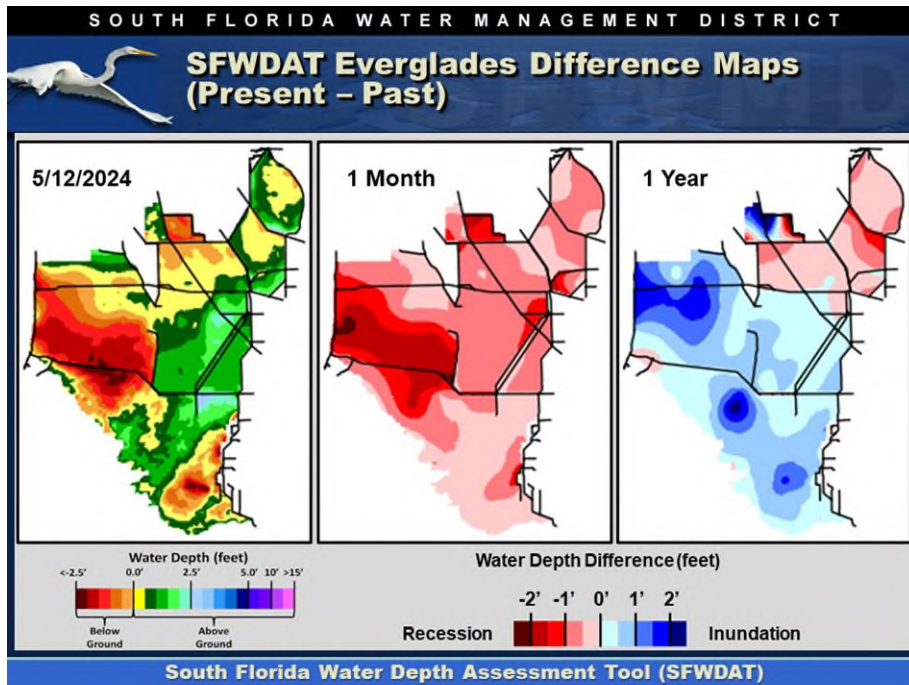 SOUTH FLORIDA WATER MANAGEMENT DISTRICT
SFWDAT Everglades Difference Maps
(Present – Past)
5/12/2024
1 Month
1 Year
Water Depth (feet)
<-2.5' 0.0' 2.5' 5.0' 10' >15'
Below
Ground
Above
Ground
Water Depth Difference (feet)
-2' -1' 0' 1' 2'
Recession
Inundation
South Florida Water Depth Assessment Tool (SFWDAT)